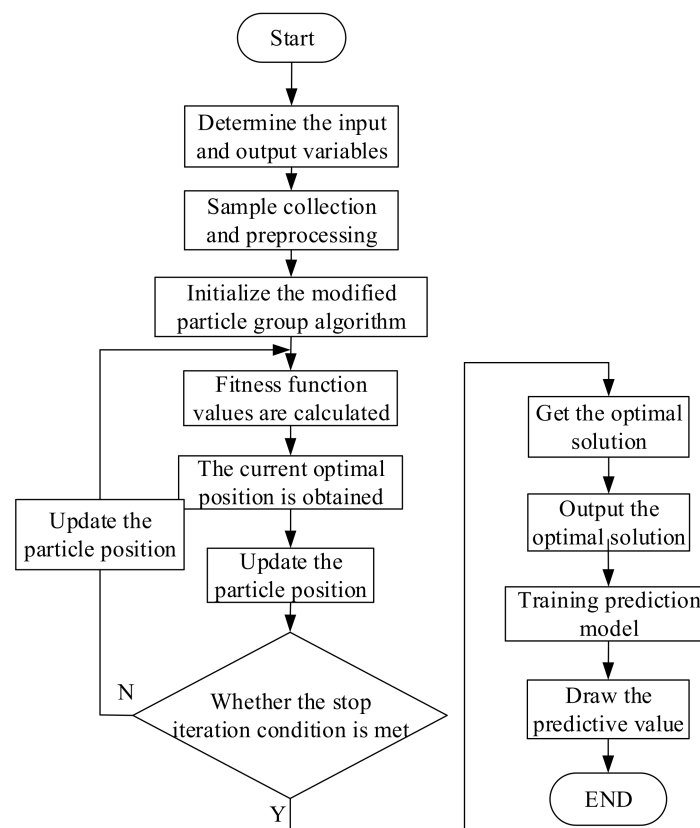 Start
Determine the input
and output variables
Sample collection
and preprocessing
Initialize the modified
particle group algorithm
Fitness function
values are calculated
The current optimal
position is obtained
Update the
particle position
Update the
particle position
Whether the stop
iteration condition is met
N
Y
Get the optimal
solution
Output the
optimal solution
Training prediction
model
Draw the
predictive value
END